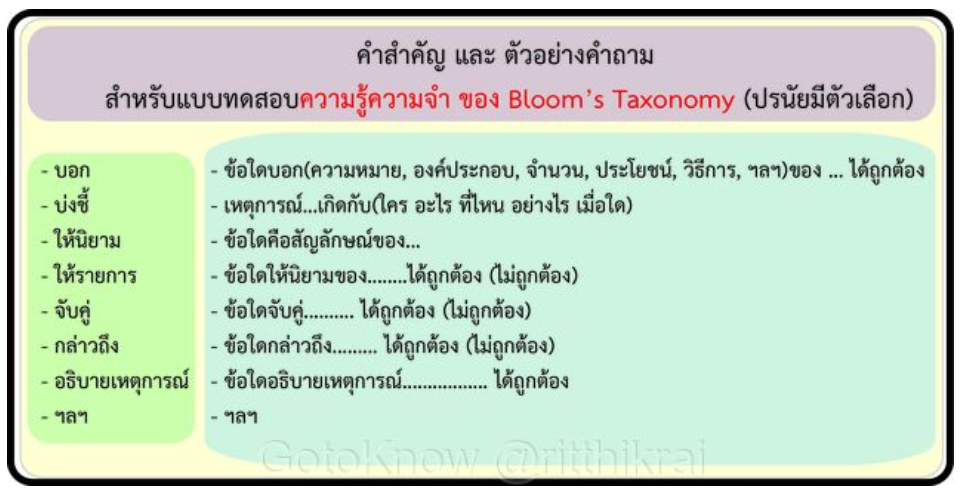 คำสำคัญ และ ตัวอย่างคำถาม
สำหรับแบบทดสอบความรู้ความจำ ของ Bloom's Taxonomy (ปรนัยมีตัวเลือก)
- บอก
- บ่งชี้
- ให้นิยาม
- ให้รายการ
- จับคู่
- กล่าวถึง
- อธิบายเหตุการณ์
- ฯลฯ
- ข้อใดบอก(ความหมาย, องค์ประกอบ, จำนวน, ประโยชน์, วิธีการ, ฯลฯ)ของ ... ได้ถูกต้อง
- เหตุการณ์...เกิดกับ(ใคร อะไร ที่ไหน อย่างไร เมื่อใด)
- ข้อใดคือสัญลักษณ์ของ...
- ข้อใดให้นิยามของ........ได้ถูกต้อง (ไม่ถูกต้อง)
- ข้อใดจับคู่.......... ได้ถูกต้อง (ไม่ถูกต้อง)
- ข้อใดกล่าวถึง......... ได้ถูกต้อง (ไม่ถูกต้อง)
- ข้อใดอธิบายเหตุการณ์................. ได้ถูกต้อง
- ฯลฯ
GotoKnow @ritthikrai